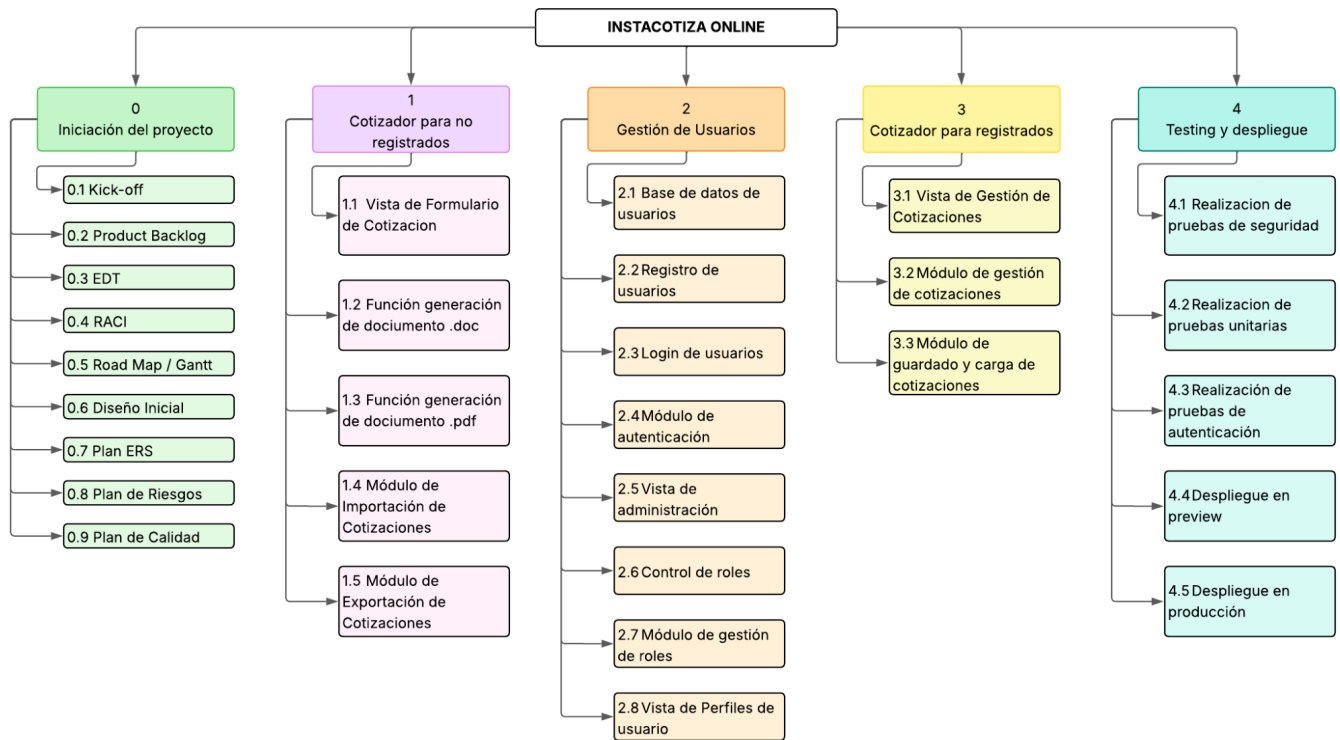 INSTACOTIZA ONLINE
0
Iniciación del proyecto
0.1 Kick-off
0.2 Product Backlog
0.3 EDT
0.4 RACI
0.5 Road Map / Gantt
0.6 Diseño Inicial
0.7 Plan ERS
0.8 Plan de Riesgos
0.9 Plan de Calidad
1
Cotizador para no
registrados
1.1 Vista de Formulario
de Cotizacion
1.2 Función generación
de dociumento .doc
1.3 Función generación
de dociumento .pdf
1.4 Módulo de
Importación de
Cotizaciones
1.5 Módulo de
Exportación de
Cotizaciones
2
Gestión de Usuarios
2.1 Base de datos de
usuarios
2.2 Registro de
usuarios
2.3 Login de usuarios
2.4 Módulo de
autenticación
2.5 Vista de
administración
2.6 Control de roles
2.7 Módulo de gestión
de roles
2.8 Vista de Perfiles de
usuario
3
Cotizador para registrados
3.1 Vista de Gestión de
Cotizaciones
3.2 Módulo de gestión
de cotizaciones
3.3 Módulo de
guardado y carga de
cotizaciones
4
Testing y despliegue
4.1 Realizacion de
pruebas de seguridad
4.2 Realizacion de
pruebas unitarias
4.3 Realización de
pruebas de
autenticación
4.4 Despliegue en
preview
4.5 Despliegue en
producción